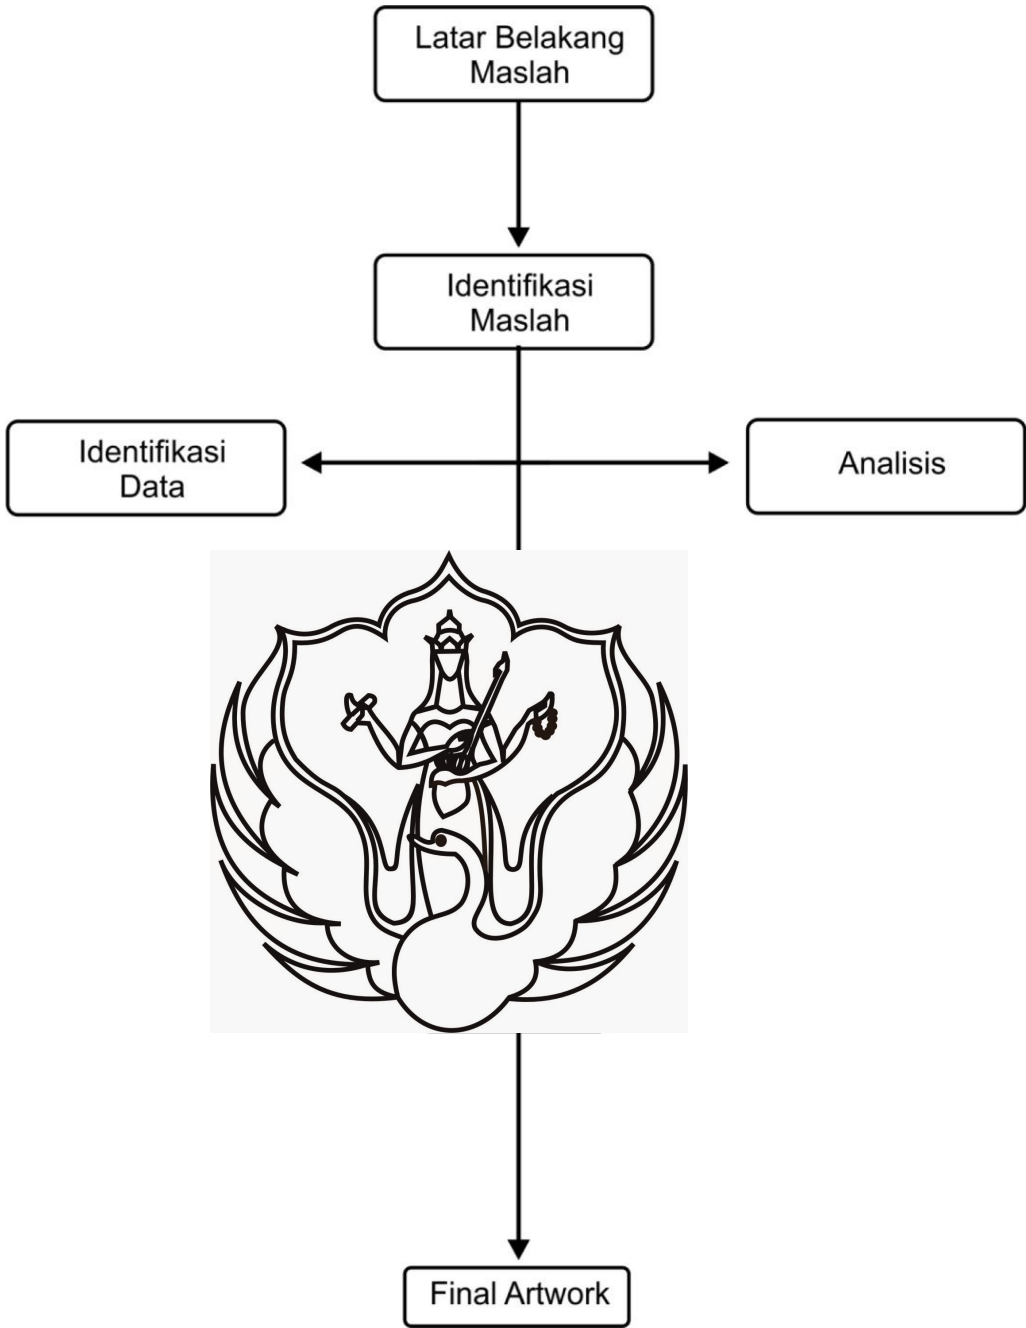 Latar Belakang
Maslah
Identifikasi
Maslah
Identifikasi
Data
Analisis
Final Artwork